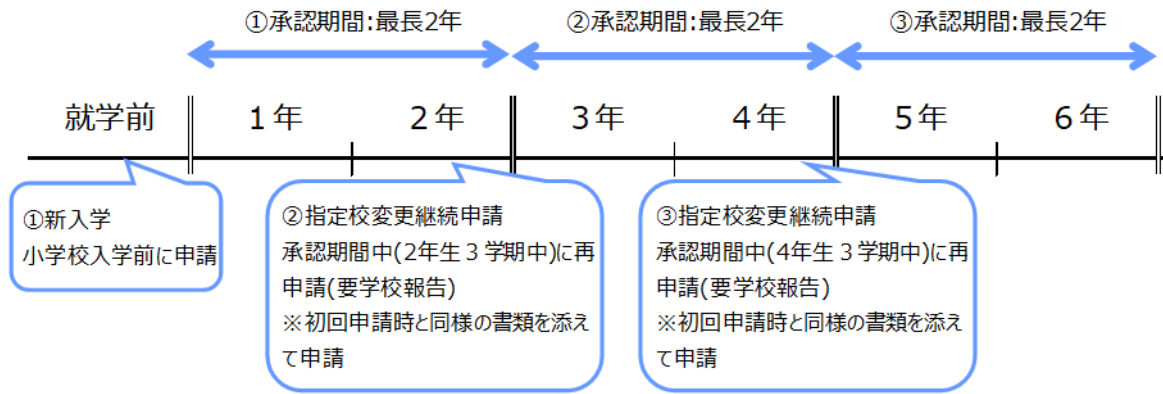 ①承認期間:最長2年
②承認期間:最長2年
③承認期間:最長2年
就学前
1年
2年
3年
4年
5年
6年
①新入学
小学校入学前に申請
②指定校変更継続申請
承認期間中(2年生３学期中)に再
申請(要学校報告)
※初回申請時と同様の書類を添え
て申請
③指定校変更継続申請
承認期間中(4年生３学期中)に再
申請(要学校報告)
※初回申請時と同様の書類を添え
て申請